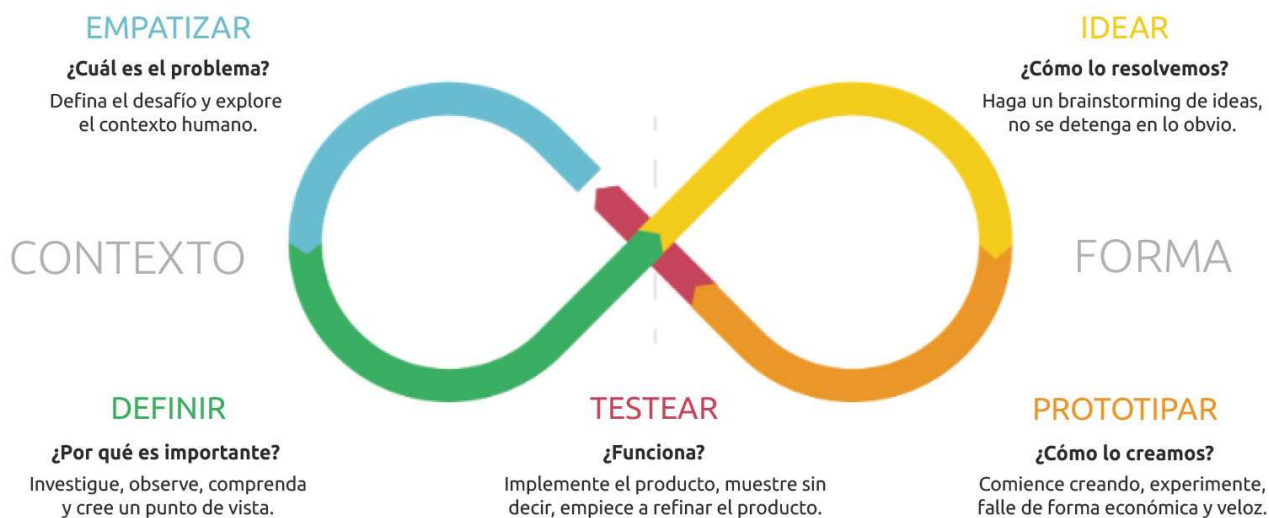 EMPATIZAR
¿Cuál es el problema?
Defina el desafío y explore
el contexto humano.
IDEAR
¿Cómo lo resolvemos?
Haga un brainstorming de ideas,
no se detenga en lo obvio.
CONTEXTO
FORMA
DEFINIR
¿Por qué es importante?
Investigue, observe, comprenda
y cree un punto de vista.
TESTEAR
¿Funciona?
Implemente el producto, muestre sin
decir, empiece a refinar el producto.
PROTOTIPAR
¿Cómo lo creamos?
Comience creando, experimente,
falle de forma económica y veloz.